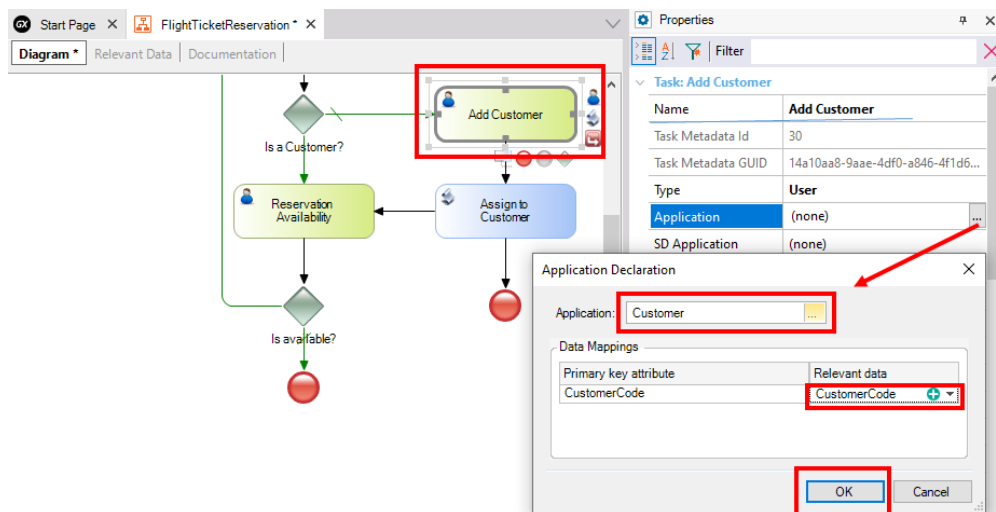 GX Start Page
FlightTicketReservation *
Diagram *
Relevant Data
Documentation
Add Customer
Is a Customer?
Reservation
Availability
Assign to
Customer
Is available?
Properties
Filter
Task: Add Customer
Name Add Customer
Task Metadata Id 30
Task Metadata GUID 14a10aa8-9aae-4df0-a846-4f1d6...
Type User
Application (none) ...
SD Application (none)
Application Declaration
Application: Customer ...
Data Mappings
Primary key attribute Relevant data
CustomerCode CustomerCode
OK Cancel